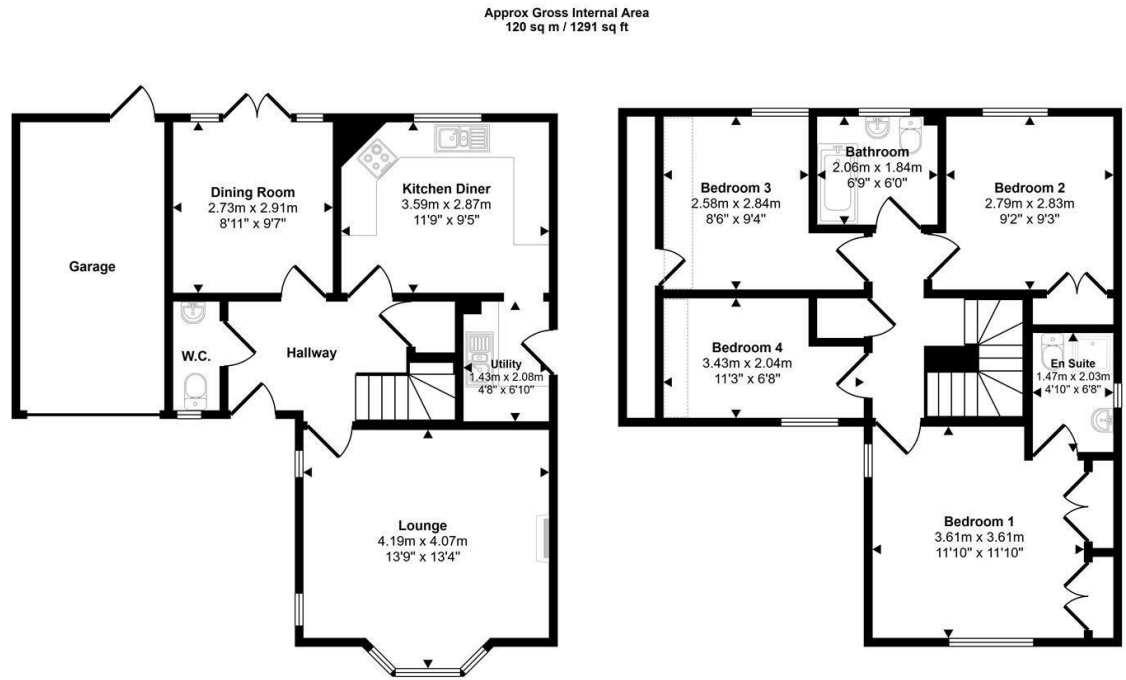 Approx Gross Internal Area
120 sq m / 1291 sq ft
Dining Room
2.73m x 2.91m
8'11" x 9'7"
Kitchen Diner
3.59m x 2.87m
11'9" x 9'5"
Garage
W.C.
Hallway
Utility
1.43m x 2.08m
4'8" x 6'10"
Lounge
4.19m x 4.07m
13'9" x 13'4"
Bedroom 3
2.58m x 2.84m
8'6" x 9'4"
Bathroom
2.06m x 1.84m
6'9" x 6'0"
Bedroom 2
2.79m x 2.83m
9'2" x 9'3"
Bedroom 4
3.43m x 2.04m
11'3" x 6'8"
En Suite
1.47m x 2.03m
4'10" x 6'8"
Bedroom 1
3.61m x 3.61m
11'10" x 11'10"